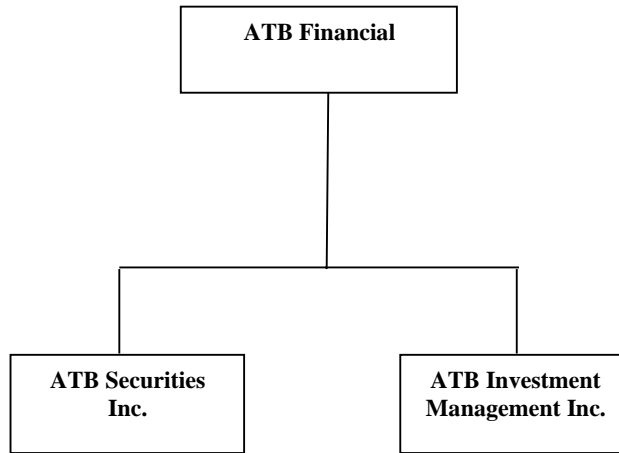 ATB Financial
ATB Securities
Inc.
ATB Investment
Management Inc.